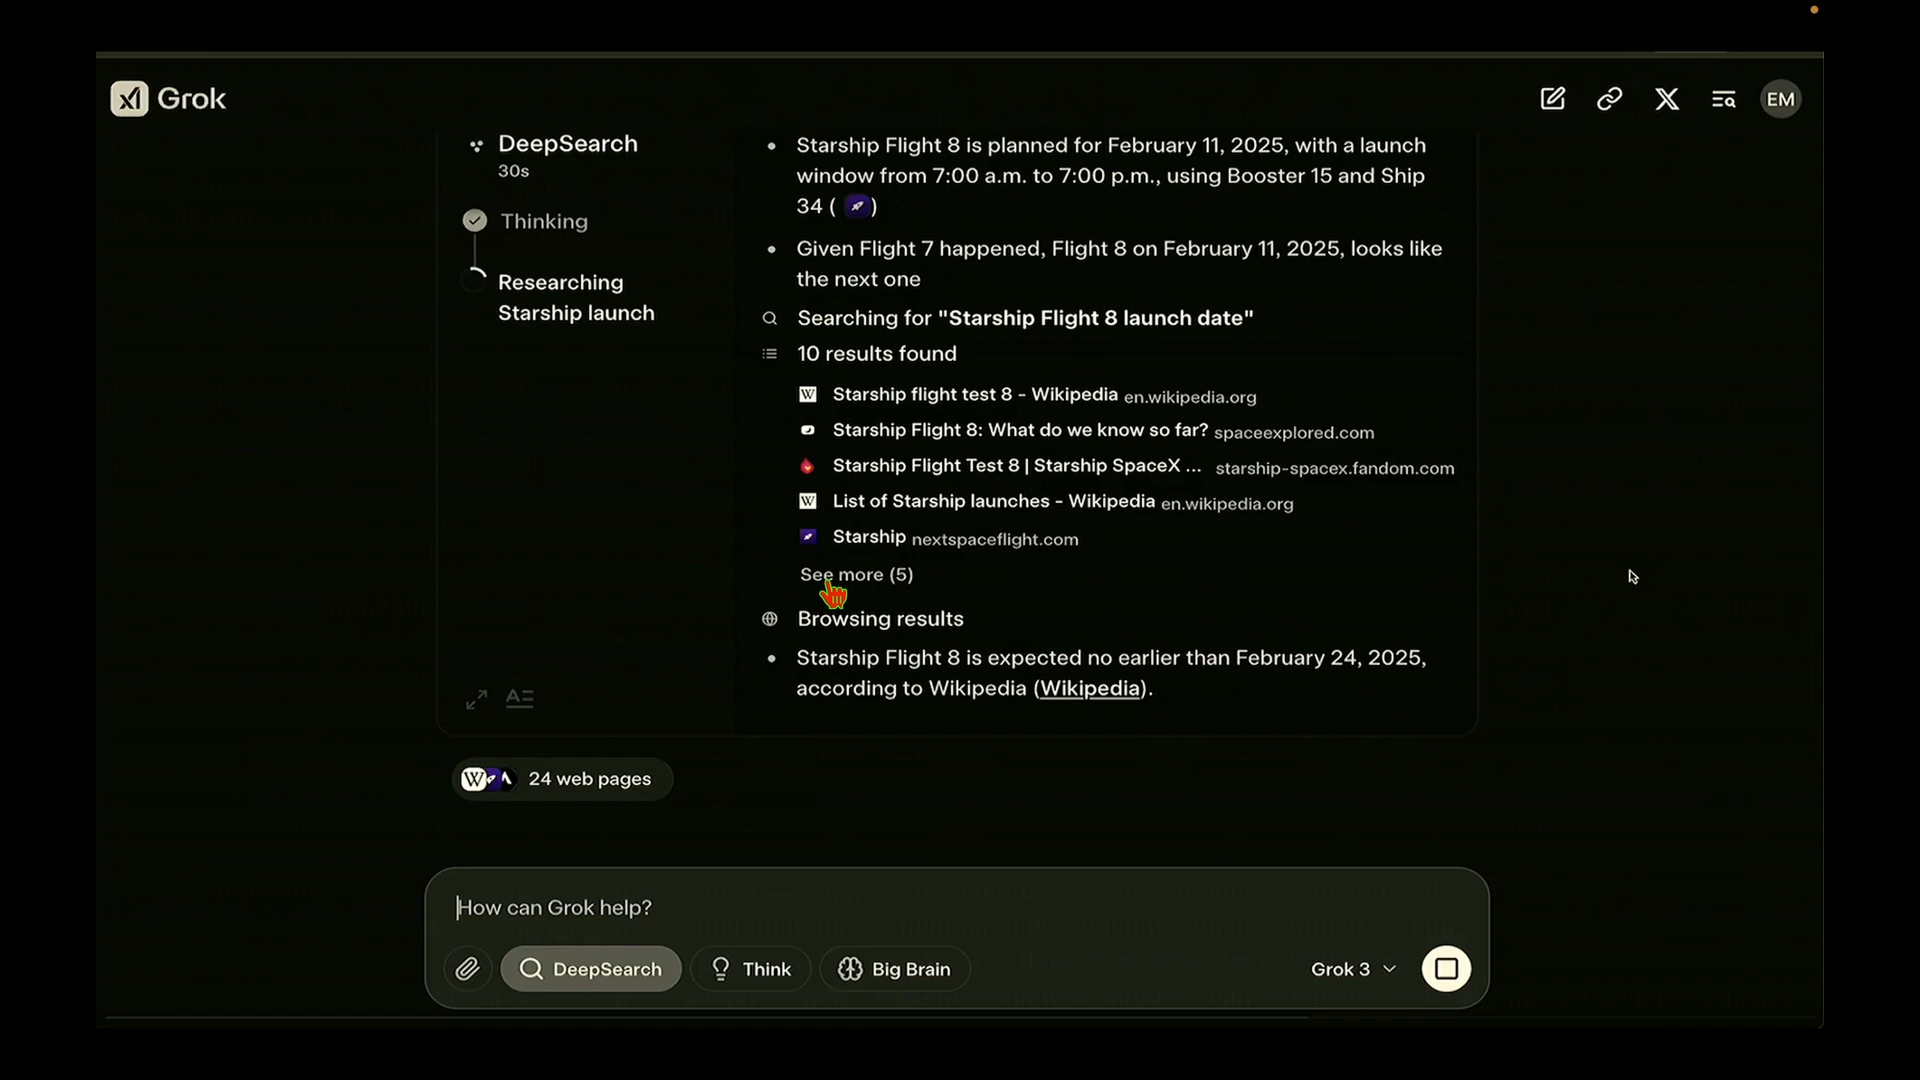 Grok
EM
DeepSearch
30s
Thinking
Researching
Starship launch
Starship Flight 8 is planned for February 11, 2025, with a launch
window from 7:00 a.m. to 7:00 p.m., using Booster 15 and Ship
34 ( )
Given Flight 7 happened, Flight 8 on February 11, 2025, looks like
the next one
Searching for "Starship Flight 8 launch date"
10 results found
W Starship flight test 8 - Wikipedia en.wikipedia.org
Starship Flight 8: What do we know so far? spaceexplored.com
Starship Flight Test 8 | Starship SpaceX ... starship-spacex.fandom.com
W List of Starship launches - Wikipedia en.wikipedia.org
Starship nextspaceflight.com
See more (5)
Browsing results
Starship Flight 8 is expected no earlier than February 24, 2025,
according to Wikipedia (Wikipedia).
W 24 web pages
How can Grok help?
DeepSearch Think Big Brain Grok 3